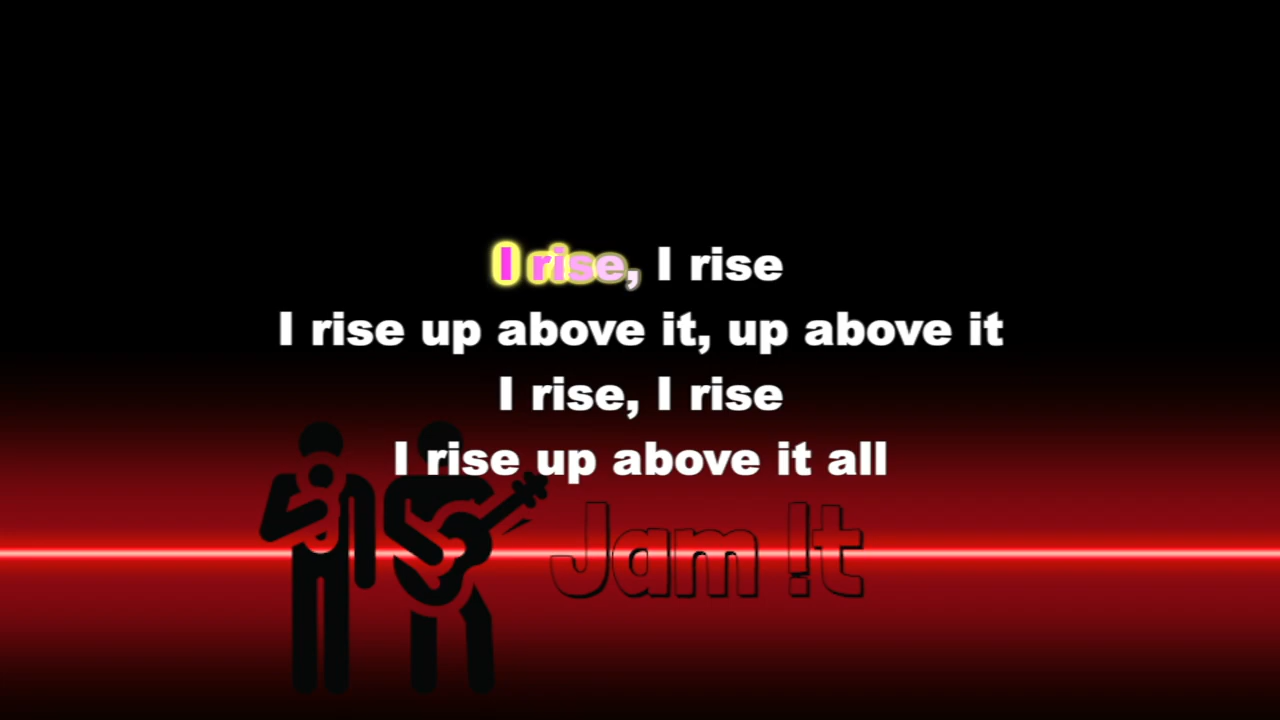 I rise, I rise
I rise up above it, up above it
I rise, I rise
I rise up above it all
Jam !t